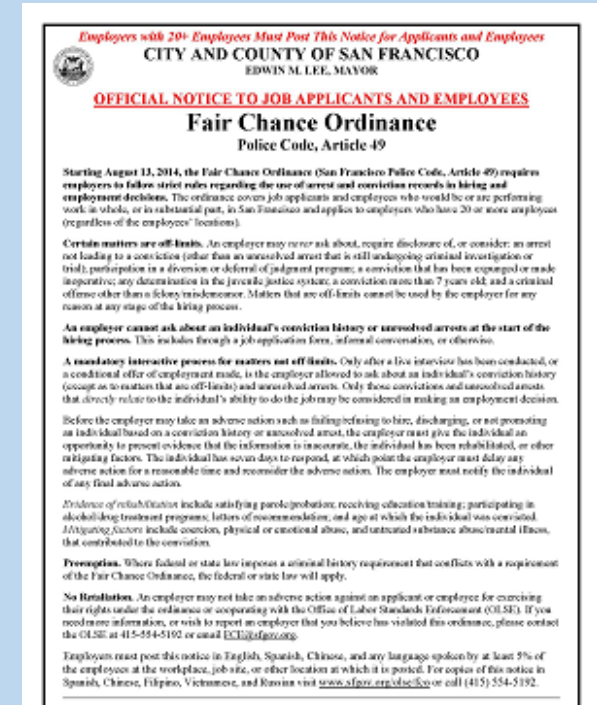 Employers with 20+ Employees Must Post This Notice for Applicants and Employees
CITY AND COUNTY OF SAN FRANCISCO
EDWIN M. LEE, MAYOR
OFFICIAL NOTICE TO JOB APPLICANTS AND EMPLOYEES
Fair Chance Ordinance
Police Code, Article 49
Starting August 13, 2014, the Fair Chance Ordinance (San Francisco Police Code, Article 49) requires
employers to follow strict rules regarding the use of arrest and conviction records in hiring and
employment decisions. The ordinance covers job applicants and employees who would be or are performing
work in whole, or in substantial part, in San Francisco and applies to employers who have 20 or more employees
(regardless of the employees' locations).
Certain matters are off-limits. An employer may never ask about, require disclosure of, or consider: an arrest
not leading to a conviction (other than an unresolved arrest that is still undergoing criminal investigation or
trial); participation in a diversion or deferral of judgment program; a conviction that has been expunged or made
inoperative; any determination in the juvenile justice system; a conviction more than 7 years old; and a criminal
offense other than a felony/misdemeanor. Matters that are off-limits cannot be used by the employer for any
reason at any stage of the hiring process.
An employer cannot ask about an individual's conviction history or unresolved arrests at the start of the
hiring process. This includes through a job application form, informal conversation, or otherwise.
A mandatory interactive process for matters not off-limits. Only after a live interview has been conducted, or
a conditional offer of employment made, is the employer allowed to ask about an individual's conviction history
(except as to matters that are off-limits) and unresolved arrests. Only those convictions and unresolved arrests
that directly relate to the individual's ability to do the job may be considered in making an employment decision.
Before the employer may take an adverse action such as failing/refusing to hire, discharging, or not promoting
an individual based on a conviction history or unresolved arrest, the employer must give the individual an
opportunity to present evidence that the information is inaccurate, the individual has been rehabilitated, or other
mitigating factors. The individual has seven days to respond, at which point the employer must delay any
adverse action for a reasonable time and reconsider the adverse action. The employer must notify the individual
of any final adverse action.
Evidence of rehabilitation include satisfying parole/probation; receiving education/training; participating in
alcohol/drug treatment programs; letters of recommendation; and age at which the individual was convicted.
Mitigating factors include coercion, physical or emotional abuse, and untreated substance abuse/mental illness,
that contributed to the conviction.
Preemption. Where federal or state law imposes a criminal history requirement that conflicts with a requirement
of the Fair Chance Ordinance, the federal or state law will apply.
No Retaliation. An employer may not take an adverse action against an applicant or employee for exercising
their rights under the ordinance or cooperating with the Office of Labor Standards Enforcement (OLSE). If you
need more information, or wish to report an employer that you believe has violated this ordinance, please contact
the OLSE at 415-554-5192 or email FCE@sfgov.org.
Employers must post this notice in English, Spanish, Chinese, and any language spoken by at least 5% of
the employees at the workplace, job site, or other location at which it is posted. For copies of this notice in
Spanish, Chinese, Filipino, Vietnamese, and Russian visit www.sfgov.org/olse/fco or call (415) 554-5192.